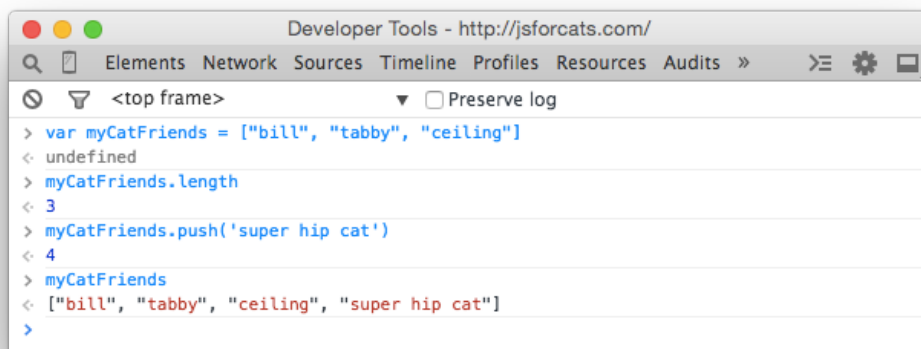 Developer Tools - http://jsforcats.com/
Elements Network Sources Timeline Profiles Resources Audits »
<top frame> ▼ Preserve log
> var myCatFriends = ["bill", "tabby", "ceiling"]
<· undefined
> myCatFriends.length
<· 3
> myCatFriends.push('super hip cat')
<· 4
> myCatFriends
<· ["bill", "tabby", "ceiling", "super hip cat"]
>